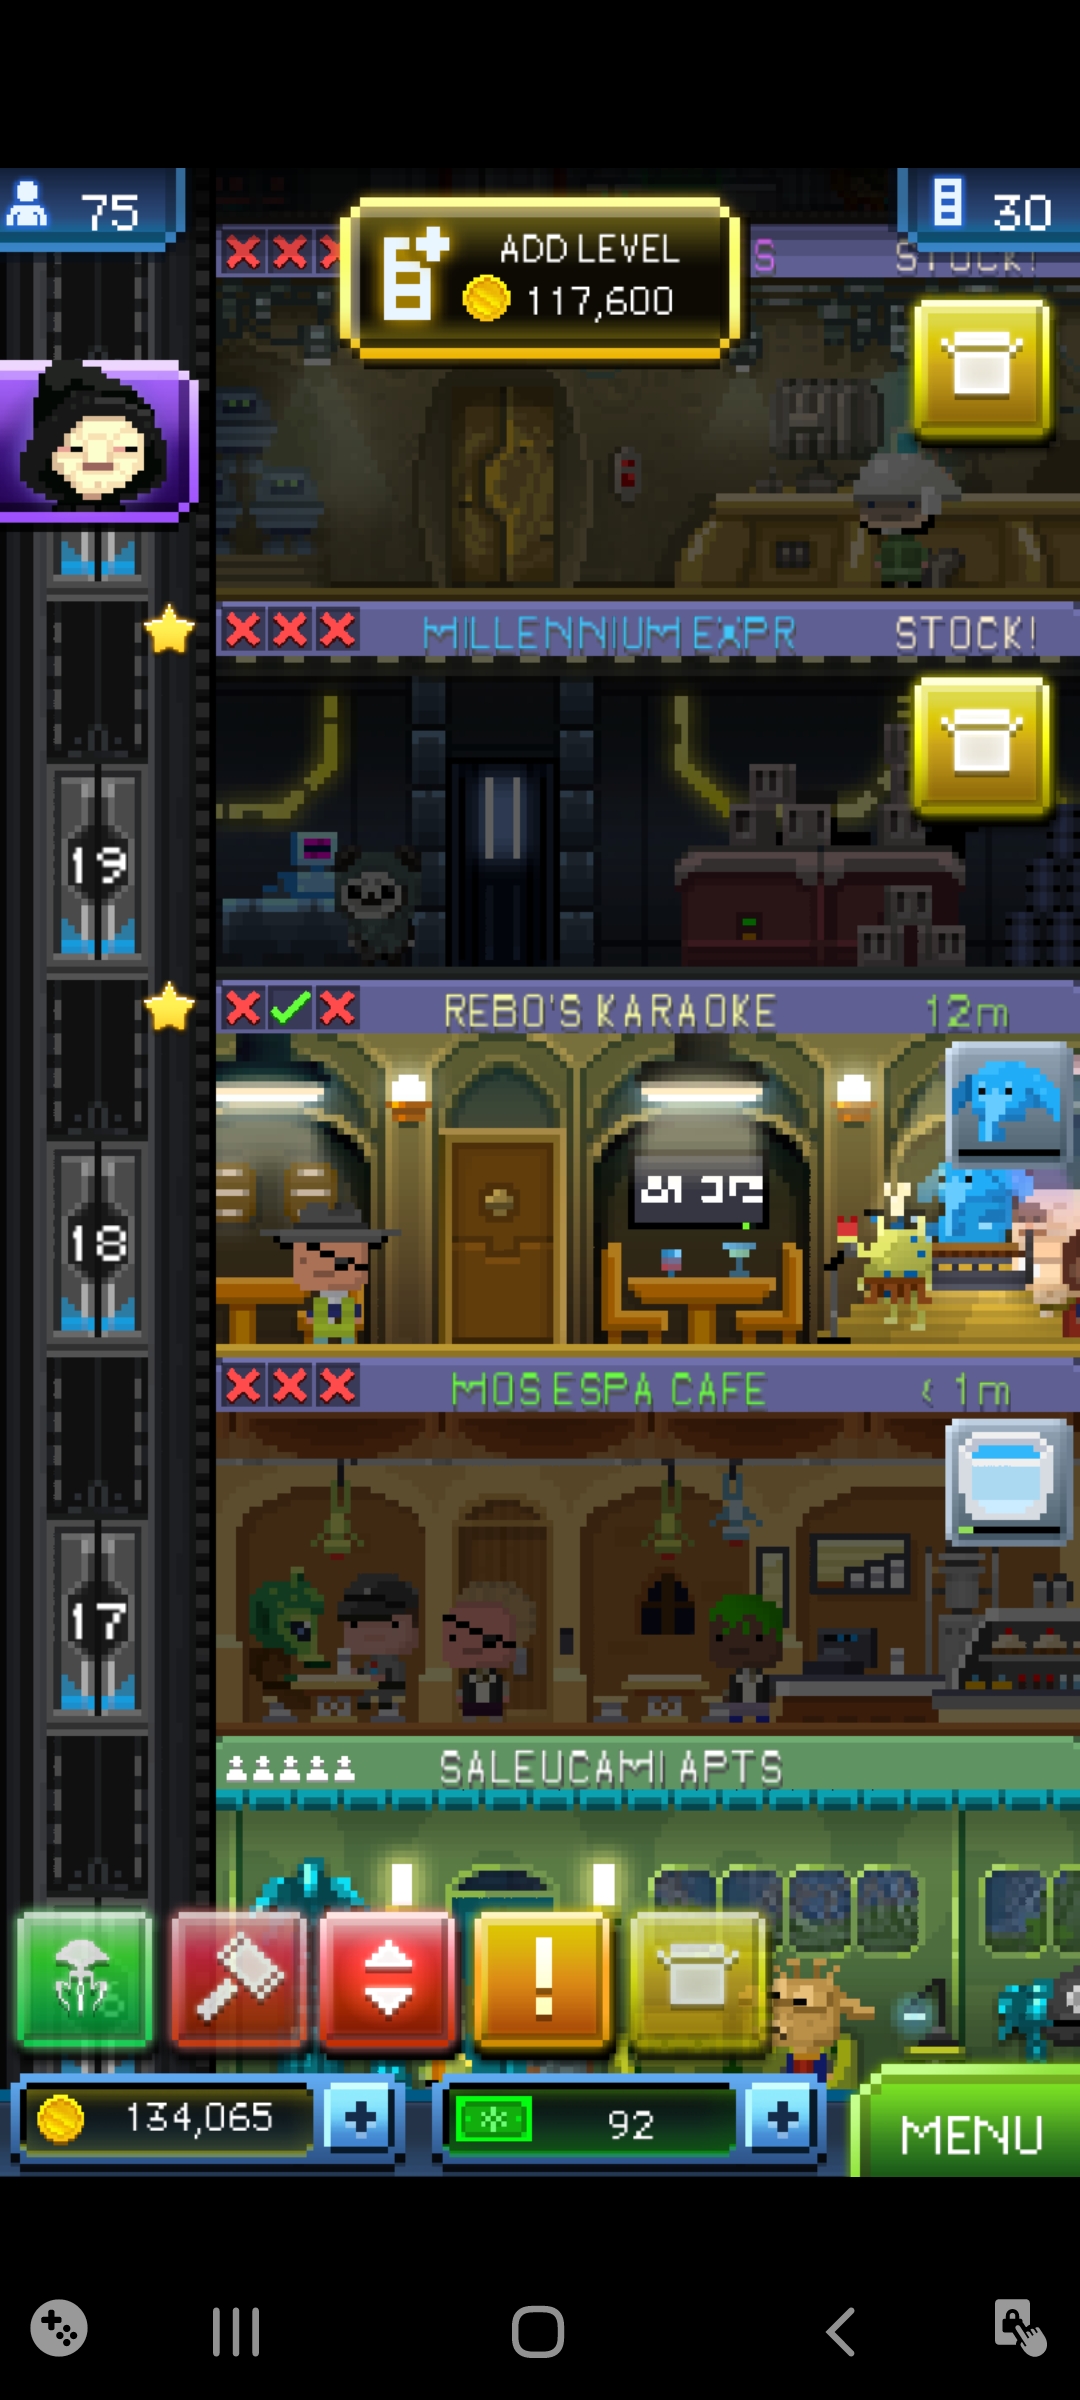 75
30
ADD LEVEL
117,600
S STOCK!
MILLENNIUM EXPR STOCK!
19
REBO'S KARAOKE 12m
18
MOS ESPA CAFE < 1m
17
SALEUCAMI APTS
!
134,065 +
92 +
MENU